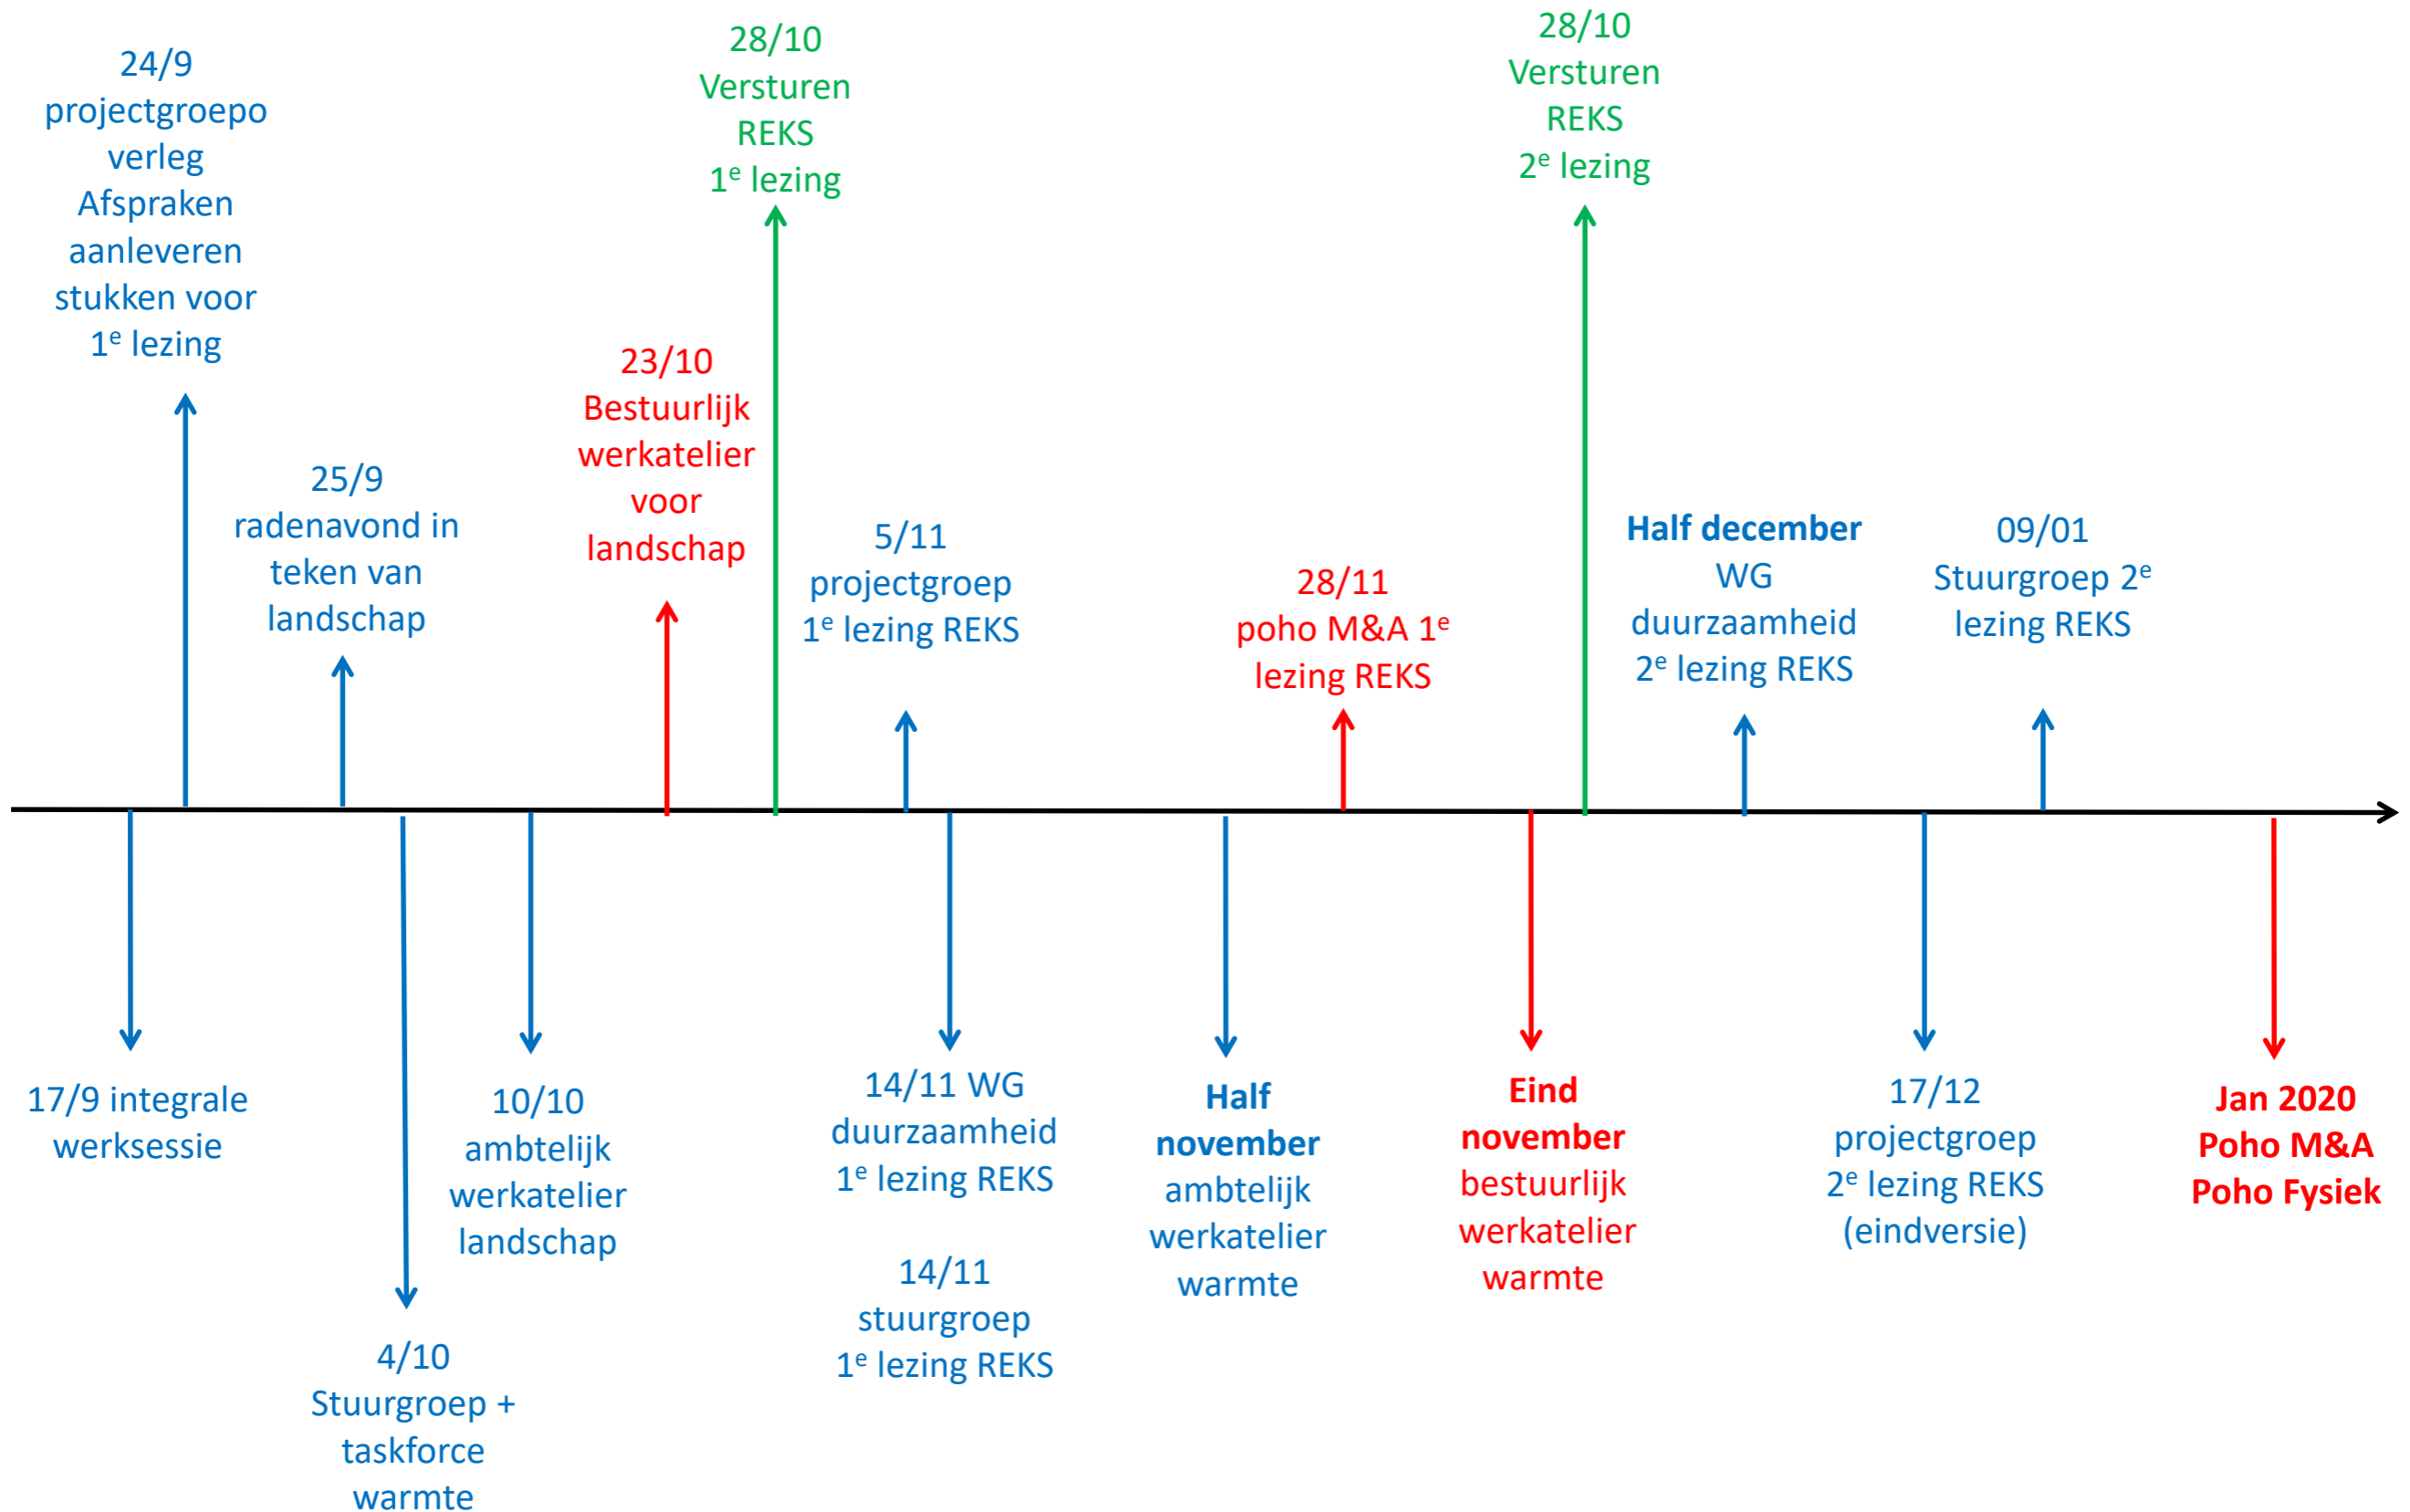 24/9
projectgroepo
verleg
Afspraken
aanleveren
stukken voor
1e lezing
25/9
radenavond in
teken van
landschap
23/10
Bestuurlijk
werkatelier
voor
landschap
28/10
Versturen
REKS
1e lezing
5/11
projectgroep
1e lezing REKS
28/11
poho M&A 1e
lezing REKS
28/10
Versturen
REKS
2e lezing
Half december
WG
duurzaamheid
2e lezing REKS
09/01
Stuurgroep 2e
lezing REKS
17/9 integrale
werksessie
4/10
Stuurgroep +
taskforce
warmte
10/10
ambtelijk
werkatelier
landschap
14/11 WG
duurzaamheid
1e lezing REKS
14/11
stuurgroep
1e lezing REKS
Half
november
ambtelijk
werkatelier
warmte
Eind
november
bestuurlijk
werkatelier
warmte
17/12
projectgroep
2e lezing REKS
(eindversie)
Jan 2020
Poho M&A
Poho Fysiek